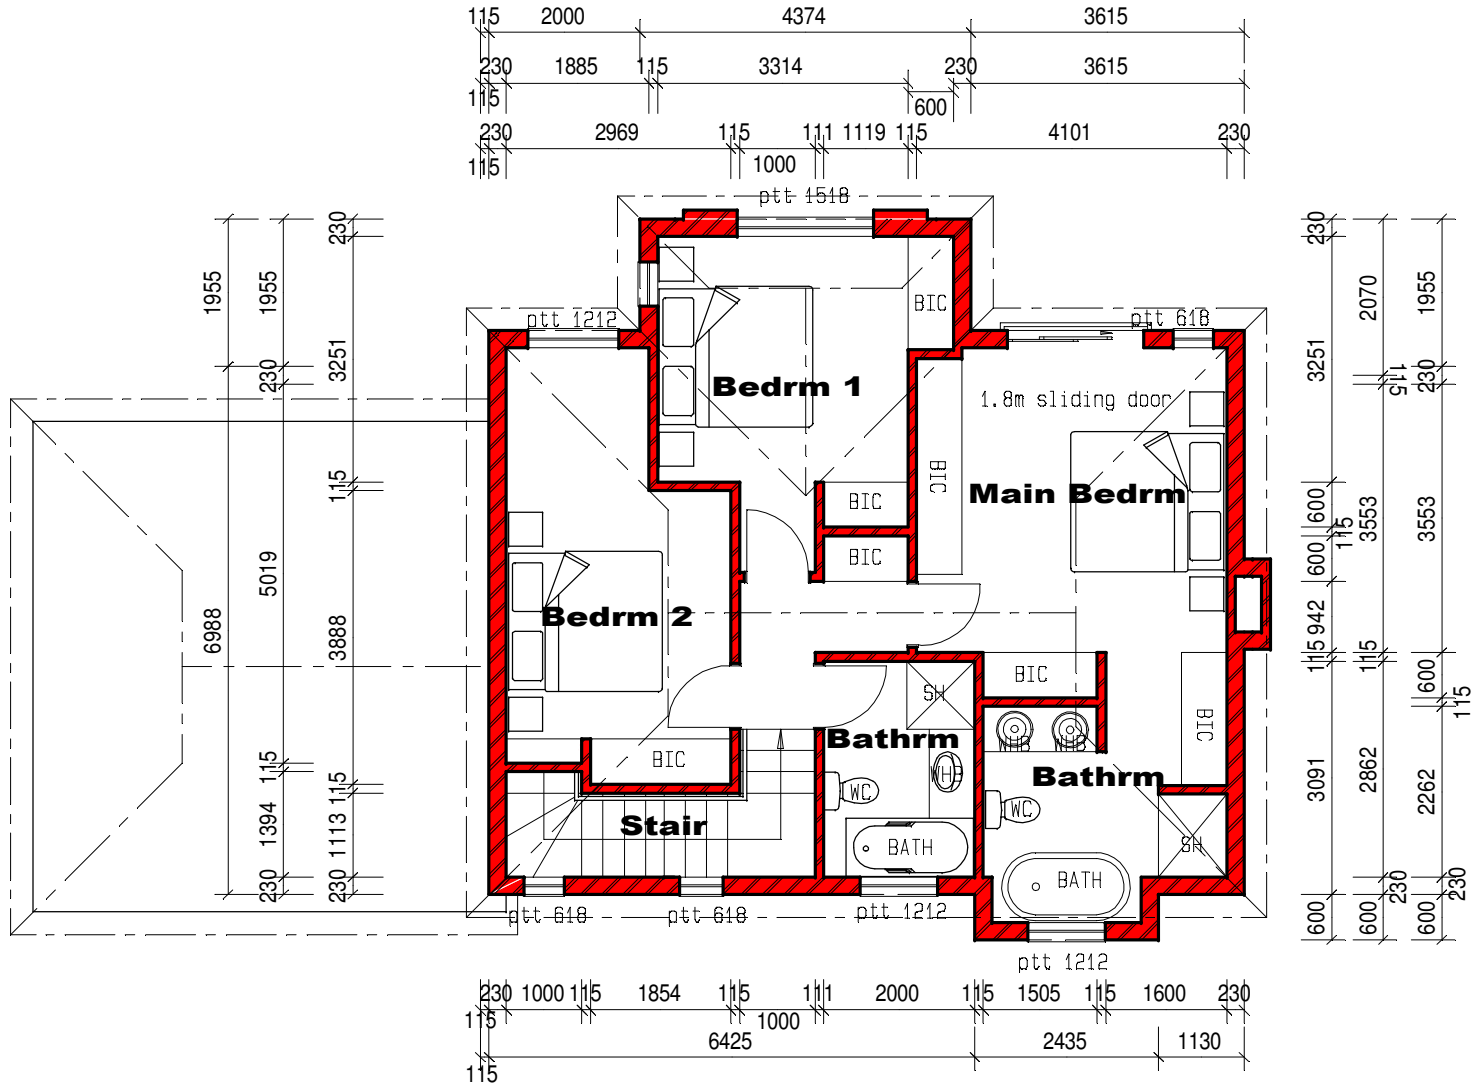 115 2000 4374 3615
230 1885 115 3314 230 3615
115 600
230 2969 115 111 1119 115 4101 230
115 1000
ptt 1518
ptt 1212
ptt 618
BIC
Bedrm 1
1.8m sliding door
BIC
Main Bedrm
BIC
BIC
Bedrm 2
BIC
SH
BIC
Bathrm
WHB WHB
BIC
WHB
Bathrm
WC
WC
Stair
BATH
SH
BATH
ptt 618
ptt 618
ptt 1212
ptt 1212
1955
6988
1955
230
5019
115
1394
230
230
3251
115
3888
115
1113
230
230
3251
600
115
600
942
115
3091
600
2070
115
3553
115
2862
230
600
1955
230
3553
600
115
2262
230
600
230 1000 115 1854 115 111 2000 115 1505 115 1600 230
115 1000
6425 2435 1130
115